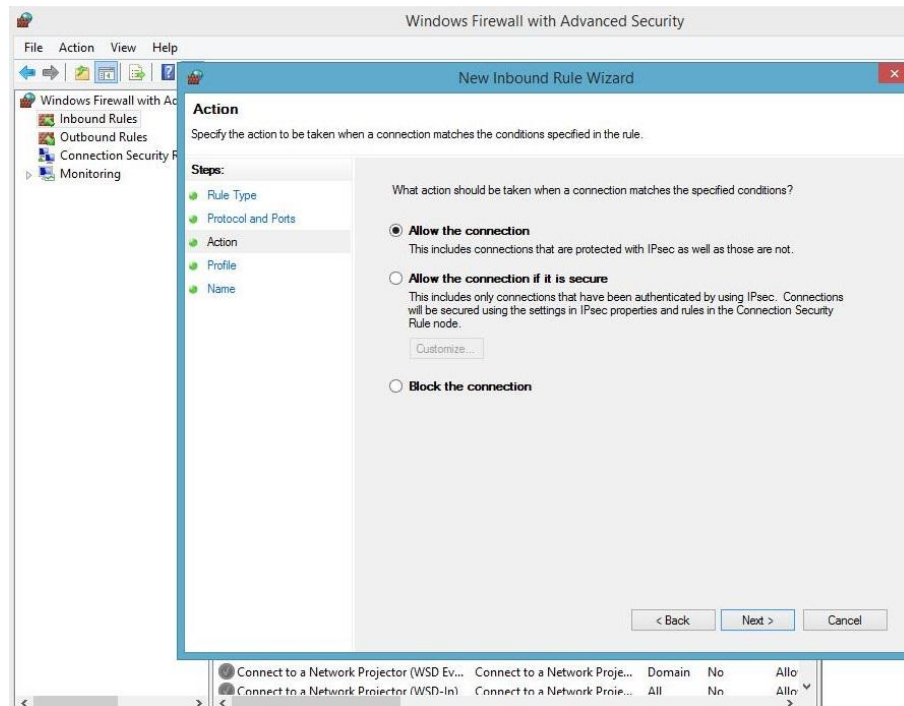 Windows Firewall with Advanced Security
File Action View Help
New Inbound Rule Wizard
Windows Firewall with Ad
Inbound Rules
Outbound Rules
Connection Security R
Monitoring
Action
Specify the action to be taken when a connection matches the conditions specified in the rule.
Steps:
Rule Type
Protocol and Ports
Action
Profile
Name
What action should be taken when a connection matches the specified conditions?
Allow the connection
This includes connections that are protected with IPsec as well as those are not.
Allow the connection if it is secure
This includes only connections that have been authenticated by using IPsec. Connections
will be secured using the settings in IPsec properties and rules in the Connection Security
Rule node.
Customize...
Block the connection
< Back Next > Cancel
Connect to a Network Projector (WSD Ev... Connect to a Network Proje... Domain No Allo
Connect to a Network Projector (WSD-In) Connect to a Network Proje... All No Allo